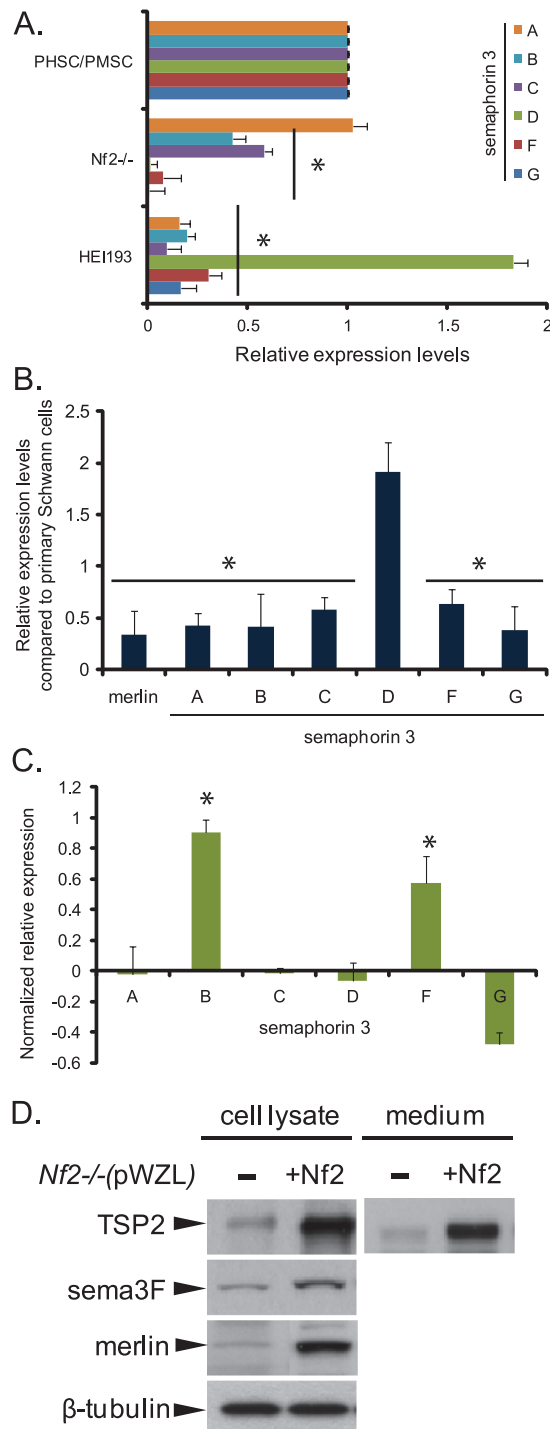 A.
PHSC/PMSC
Nf2-/-
*
HEI193
*
0 0.5 1 1.5 2
Relative expression levels
semaphorin 3
A
B
C
D
F
G
B.
Relative expression levels
compared to primary Schwann cells
2.5
2
1.5
1
0.5
0
* *
merlin A B C D F G
semaphorin 3
C.
Normalized relative expression
1.2
1
0.8
0.6
0.4
0.2
0
-0.2
-0.4
-0.6
* *
A B C D F G
semaphorin 3
D.
cell lysate medium
Nf2-/-(pWZL) - +Nf2 - +Nf2
TSP2
sema3F
merlin
β-tubulin